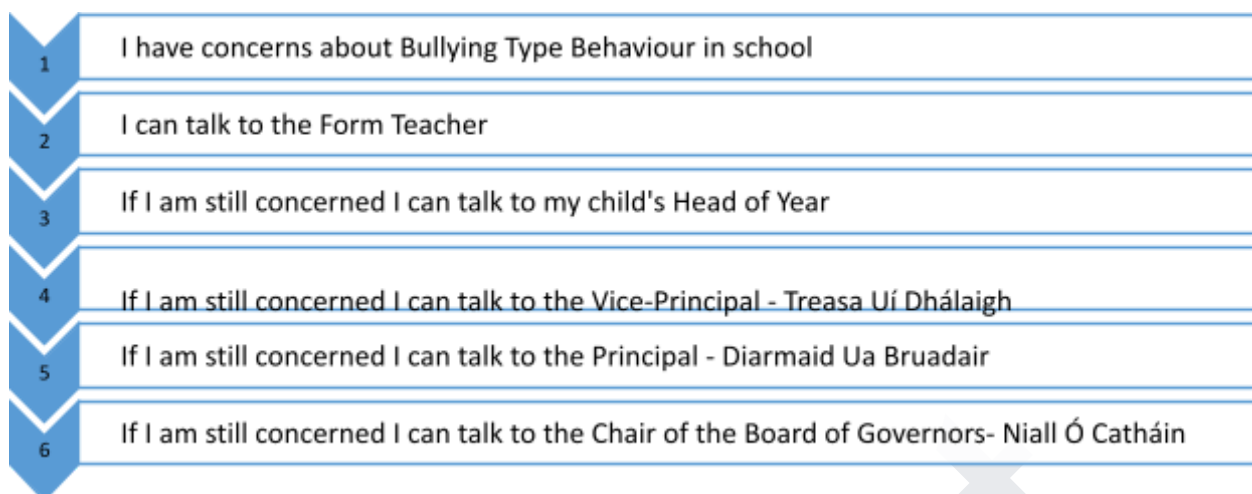 1 I have concerns about Bullying Type Behaviour in school
2 I can talk to the Form Teacher
3 If I am still concerned I can talk to my child's Head of Year
4 If I am still concerned I can talk to the Vice-Principal - Treasa Uí Dhálaigh
5 If I am still concerned I can talk to the Principal - Diarmaid Ua Bruadair
6 If I am still concerned I can talk to the Chair of the Board of Governors- Niall Ó Catháin